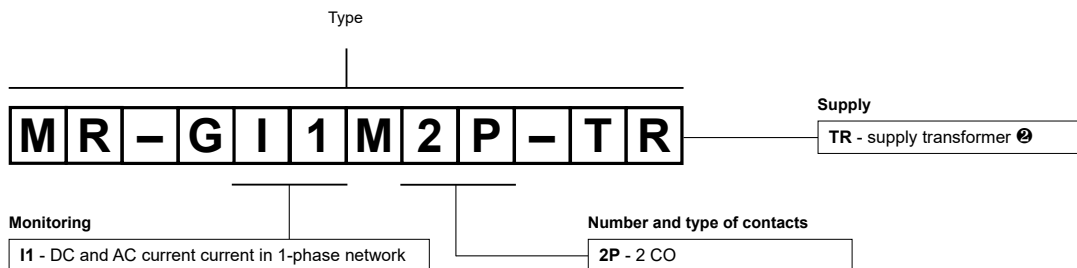 Type
MR–GI1M2P–TR
Supply
TR - supply transformer ❷
Monitoring
I1 - DC and AC current current in 1-phase network
Number and type of contacts
2P - 2 CO